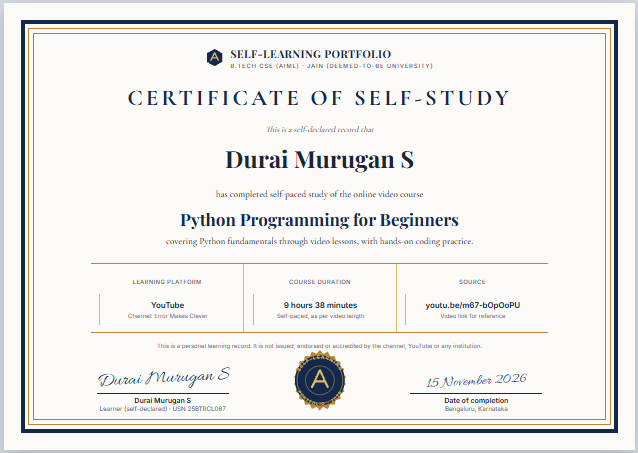 SELF-LEARNING PORTFOLIO
B.TECH CSE (AIML) · JAIN (DEEMED-TO-BE UNIVERSITY)
CERTIFICATE OF SELF-STUDY
This is a self-declared record that
Durai Murugan S
has completed self-paced study of the online video course
Python Programming for Beginners
covering Python fundamentals through video lessons, with hands-on coding practice.
LEARNING PLATFORM
YouTube
Channel: Error Makes Clever
COURSE DURATION
9 hours 38 minutes
Self-paced, as per video length
SOURCE
youtu.be/m67-bOpOoPU
Video link for reference
This is a personal learning record. It is not issued, endorsed or accredited by the channel, YouTube or any institution.
Durai Murugan S
Durai Murugan S
Learner (self-declared) · USN 25BTRCL067
A
15 November 2026
Date of completion
Bengaluru, Karnataka